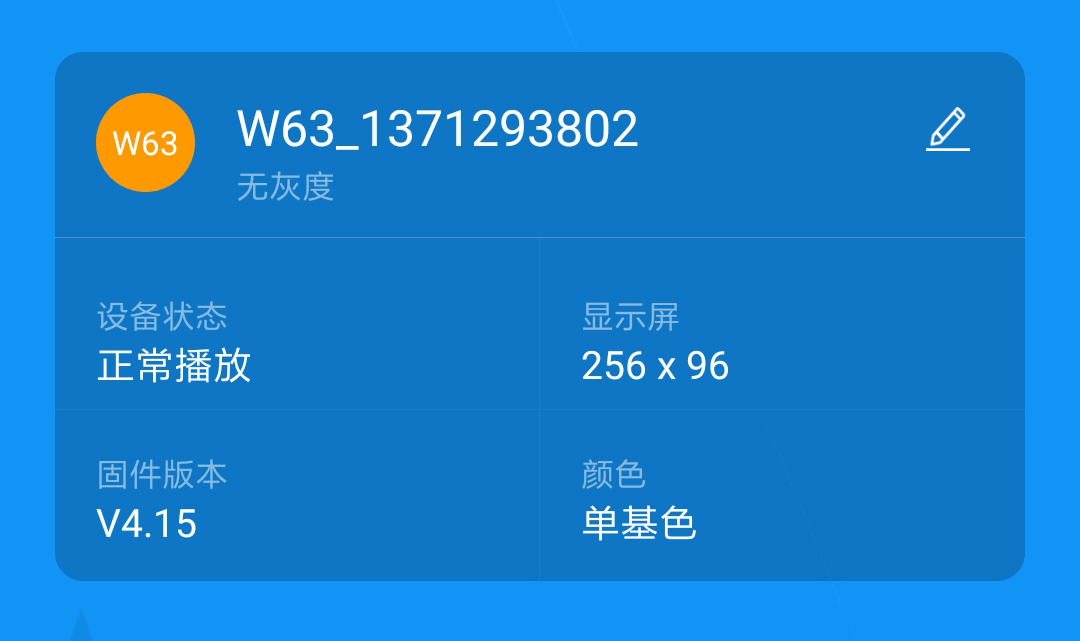 W63
W63_1371293802
无灰度
设备状态
正常播放
显示屏
256 x 96
固件版本
V4.15
颜色
单基色